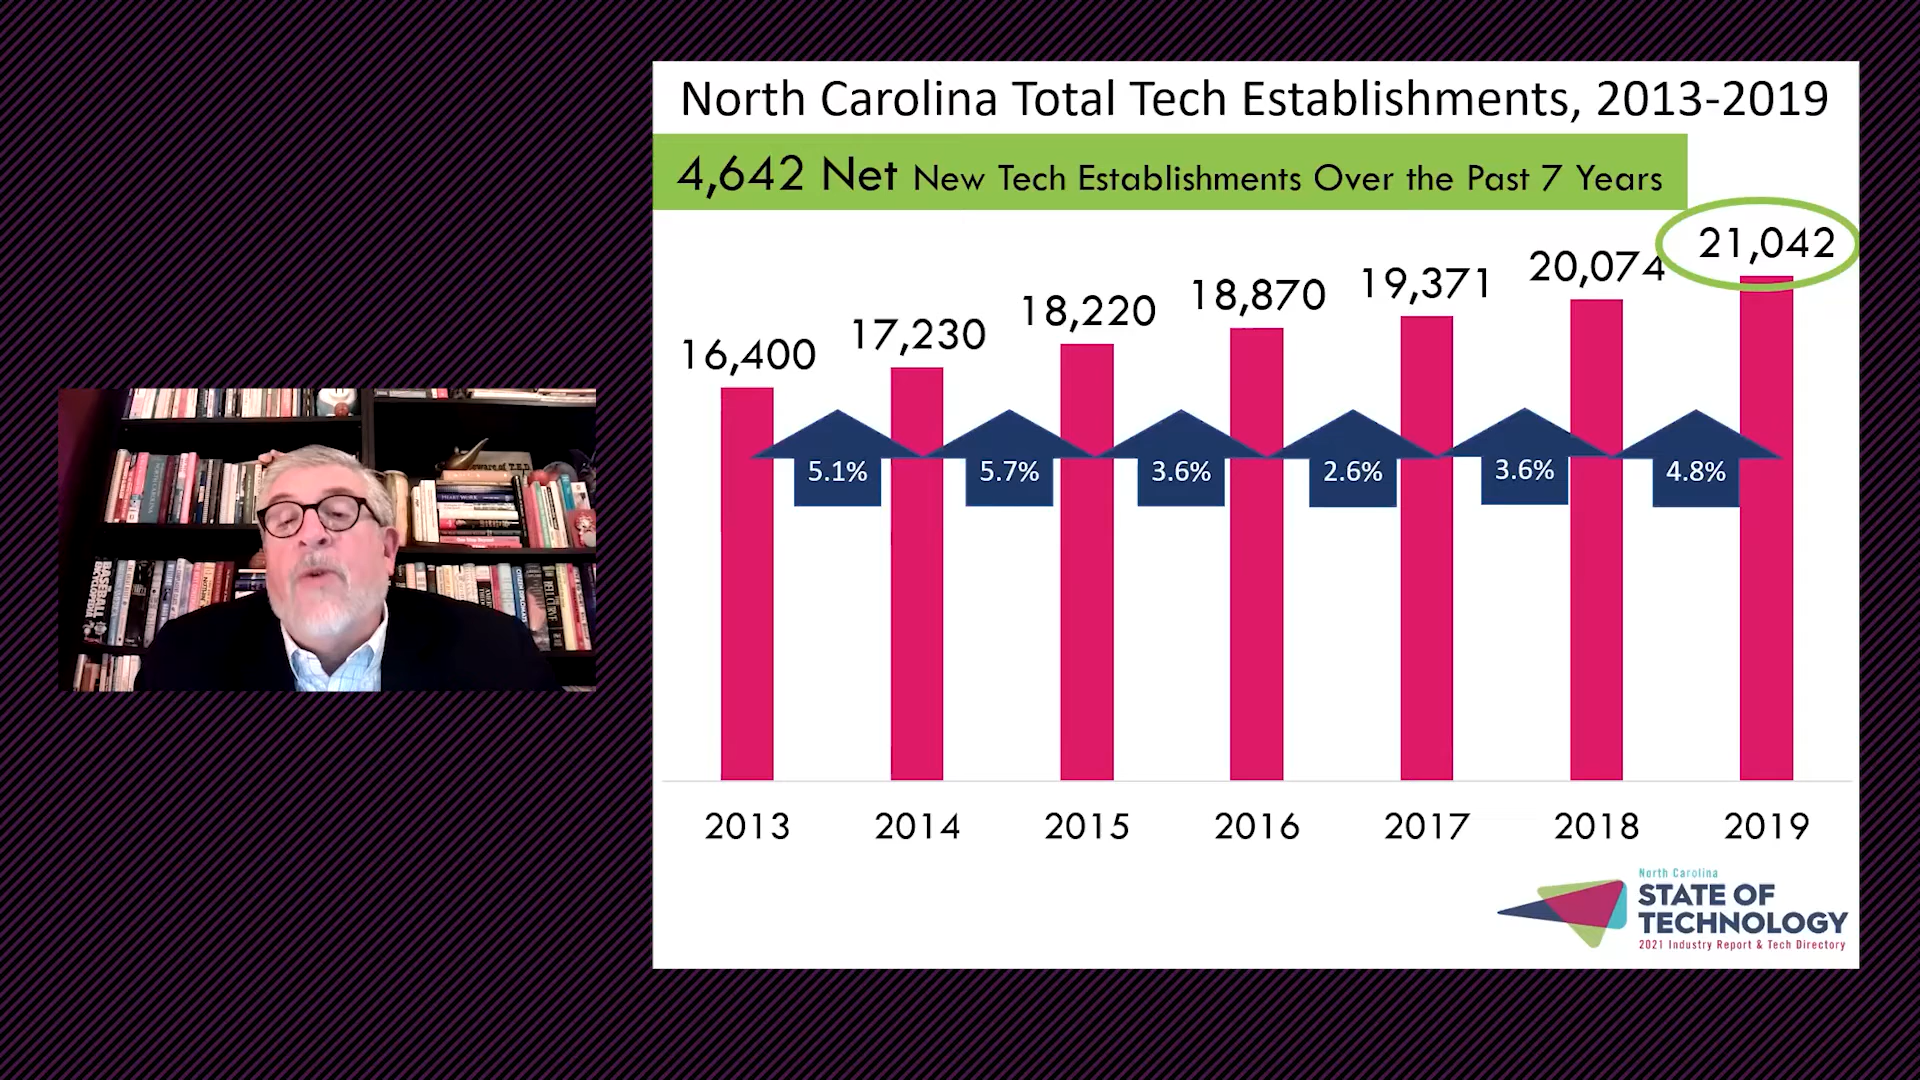 North Carolina Total Tech Establishments, 2013-2019
4,642 Net New Tech Establishments Over the Past 7 Years
16,400
17,230
18,220
18,870
19,371
20,074
21,042
5.1%
5.7%
3.6%
2.6%
3.6%
4.8%
2013
2014
2015
2016
2017
2018
2019
North Carolina
STATE OF
TECHNOLOGY
2021 Industry Report & Tech Directory
BASEBALL
ENCYCLOPEDIA